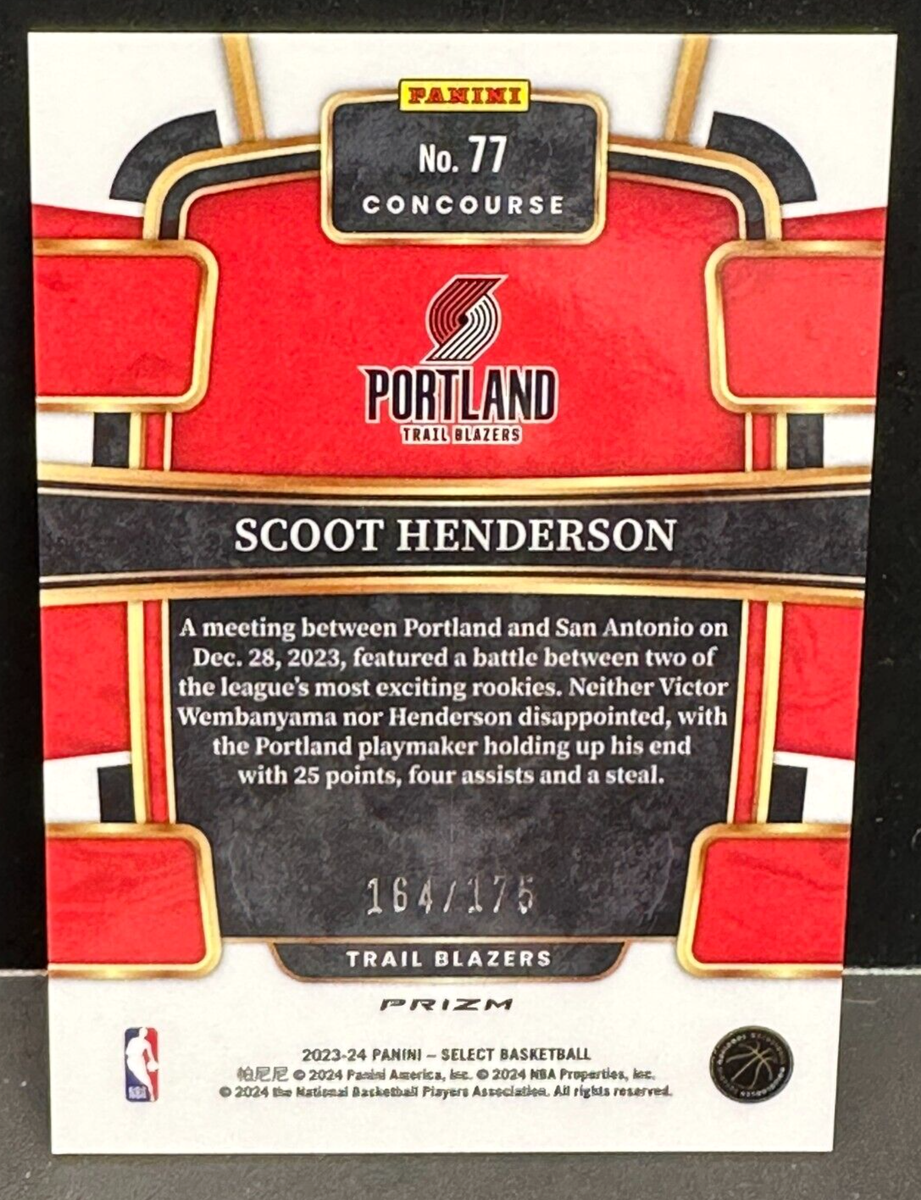 PANINI
No. 77
CONCOURSE
PORTLAND
TRAIL BLAZERS
SCOOT HENDERSON
A meeting between Portland and San Antonio on
Dec. 28, 2023, featured a battle between two of
the league's most exciting rookies. Neither Victor
Wembanyama nor Henderson disappointed, with
the Portland playmaker holding up his end
with 25 points, four assists and a steal.
164/175
TRAIL BLAZERS
PRIZM
2023-24 PANINI – SELECT BASKETBALL
帕尼尼 © 2024 Panini America, Inc. © 2024 NBA Properties, Inc.
© 2024 the National Basketball Players Association. All rights reserved.